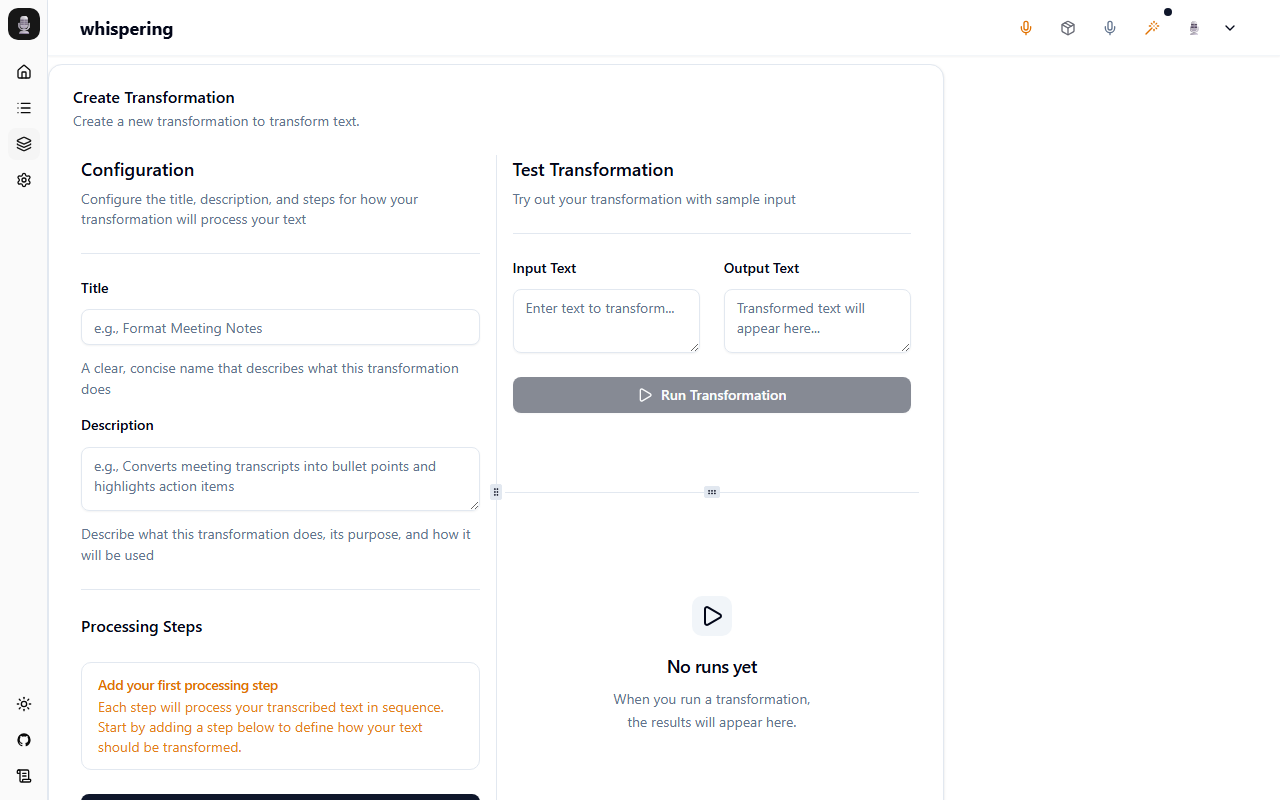 whispering
Create Transformation
Create a new transformation to transform text.
Configuration
Configure the title, description, and steps for how your
transformation will process your text
Title
e.g., Format Meeting Notes
A clear, concise name that describes what this transformation
does
Description
e.g., Converts meeting transcripts into bullet points and
highlights action items
Describe what this transformation does, its purpose, and how it
will be used
Processing Steps
Add your first processing step
Each step will process your transcribed text in sequence.
Start by adding a step below to define how your text
should be transformed.
Test Transformation
Try out your transformation with sample input
Input Text
Enter text to transform...
Output Text
Transformed text will
appear here...
Run Transformation
No runs yet
When you run a transformation,
the results will appear here.